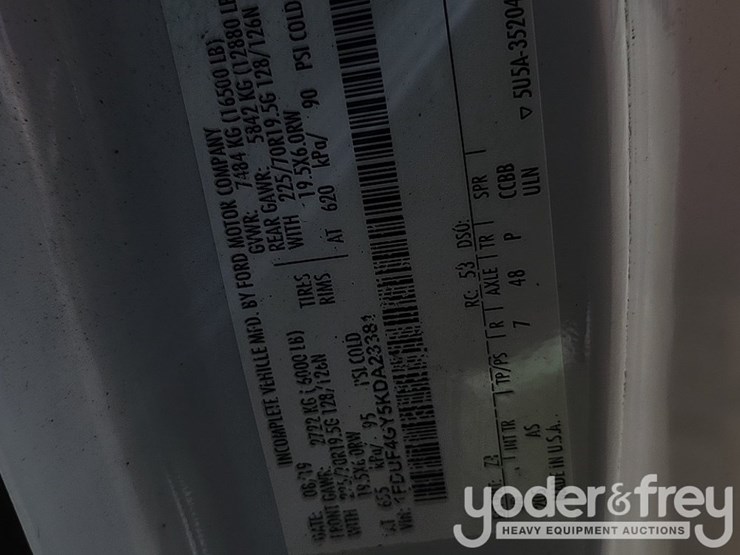 INCOMPLETE VEHICLE MFD. BY FORD MOTOR COMPANY
DATE: 06/19 GVWR: 7484 KG (16500 LB)
FRONT GAWR: 2722 KG (6000 LB) REAR GAWR: 5842 KG (12880 LB
225/70R19.5G 128/126N TIRES WITH 225/70R19.5G 128/126N
WITH 19.5X6.0RW RIMS 19.5X6.0RW
AT 655 kPa/ 95 PSI COLD AT 620 kPa/ 90 PSI COLD
VIN: 1FDUF4GY5KDA23381
RC: 53 DSO:
INT TR TP/PS R AXLE TR SPR
AS 7 48 P CCBB
MADE IN U.S.A. ULN
▽ 5U5A-35204
yoder&frey
HEAVY EQUIPMENT AUCTIONS